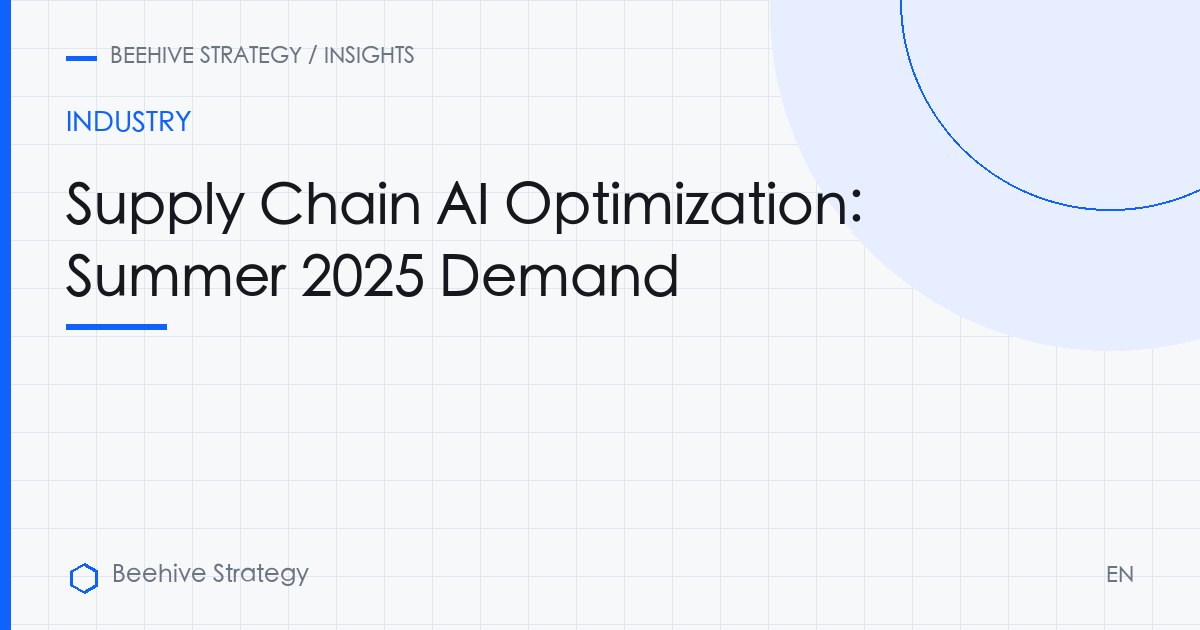 BEEHIVE STRATEGY / INSIGHTS
INDUSTRY
Supply Chain AI Optimization:
Summer 2025 Demand
Beehive Strategy
EN